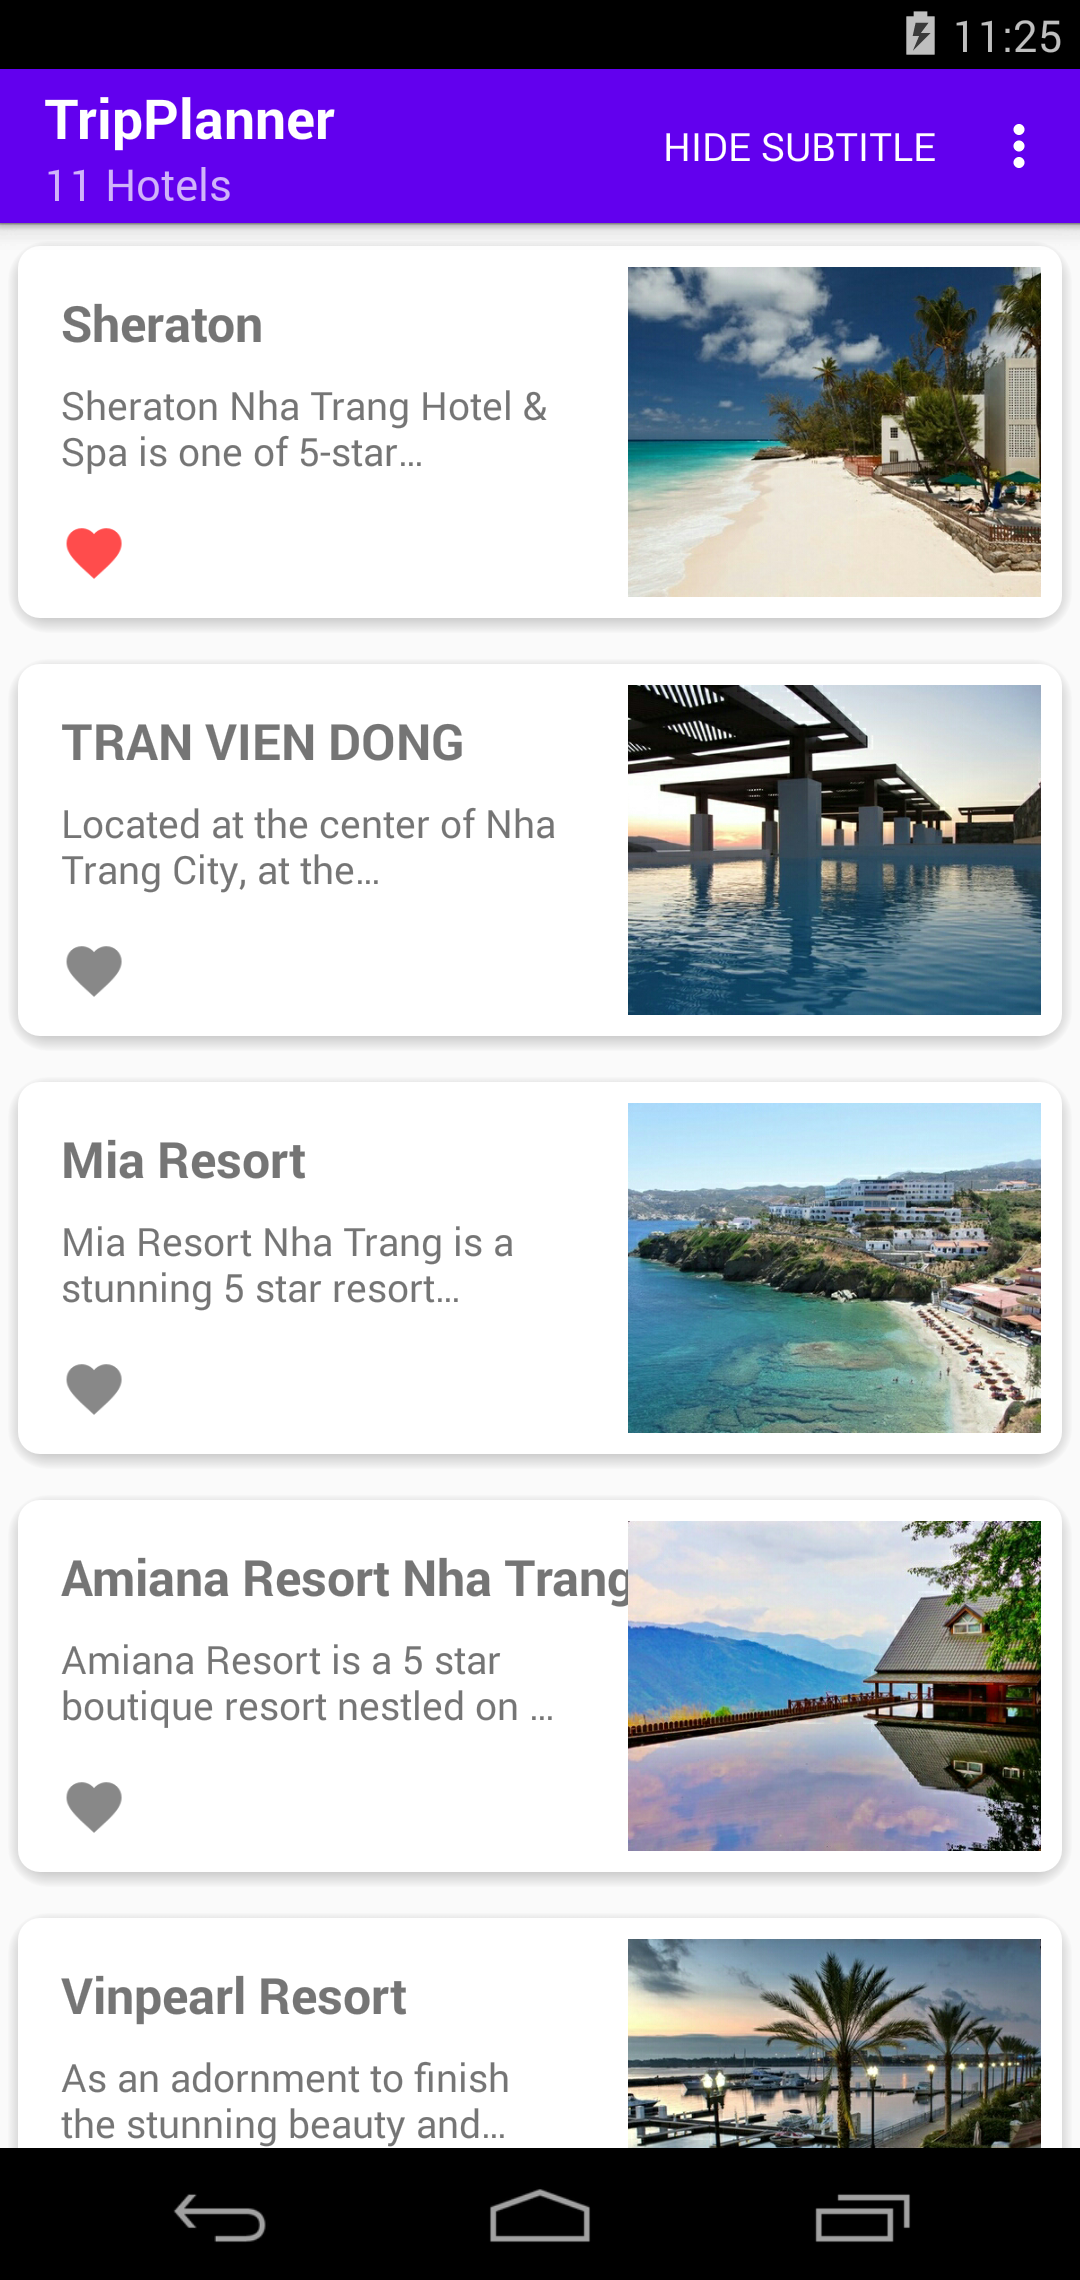 11:25
TripPlanner
11 Hotels
HIDE SUBTITLE
Sheraton
Sheraton Nha Trang Hotel &
Spa is one of 5-star...
TRAN VIEN DONG
Located at the center of Nha
Trang City, at the...
Mia Resort
Mia Resort Nha Trang is a
stunning 5 star resort...
Amiana Resort Nha Trang
Amiana Resort is a 5 star
boutique resort nestled on ...
Vinpearl Resort
As an adornment to finish
the stunning beauty and...